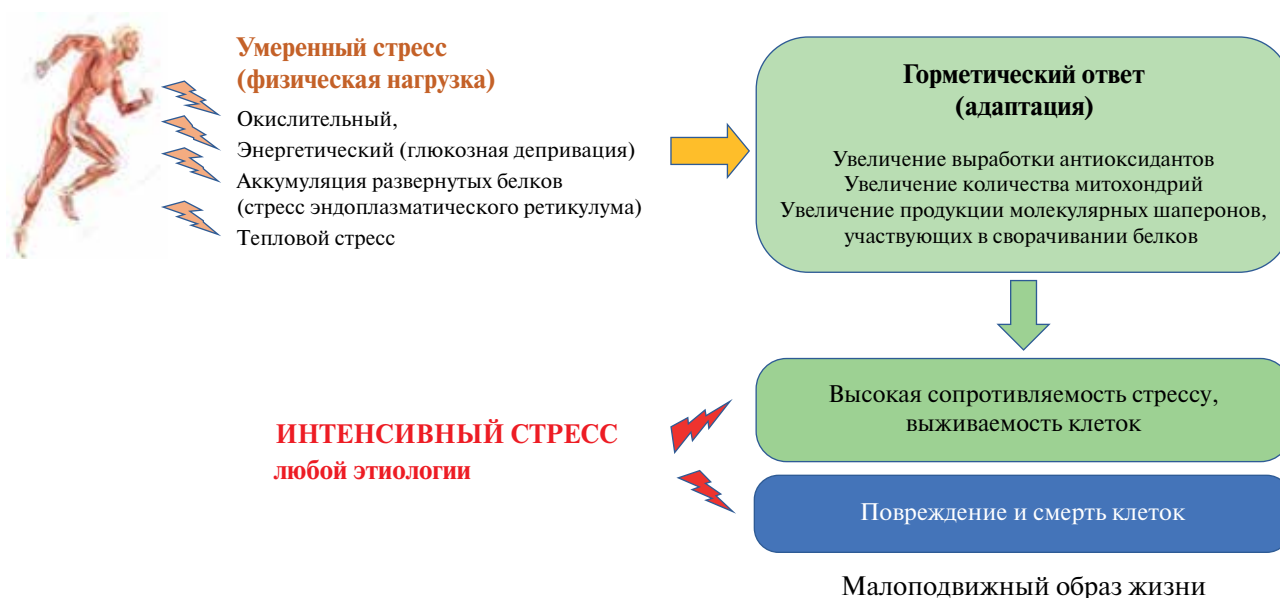 Умеренный стресс
(физическая нагрузка)
Окислительный,
Энергетический (глюкозная депривация)
Аккумуляция развернутых белков
(стресс эндоплазматического ретикулума)
Тепловой стресс
Горметический ответ
(адаптация)
Увеличение выработки антиоксидантов
Увеличение количества митохондрий
Увеличение продукции молекулярных шаперонов,
участвующих в сворачивании белков
ИНТЕНСИВНЫЙ СТРЕСС
любой этиологии
Высокая сопротивляемость стрессу,
выживаемость клеток
Повреждение и смерть клеток
Малоподвижный образ жизни